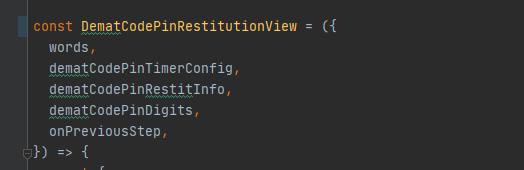 const DematCodePinRestitutionView = ({
words,
dematCodePinTimerConfig,
dematCodePinRestitInfo,
dematCodePinDigits,
onPreviousStep,
}) => {